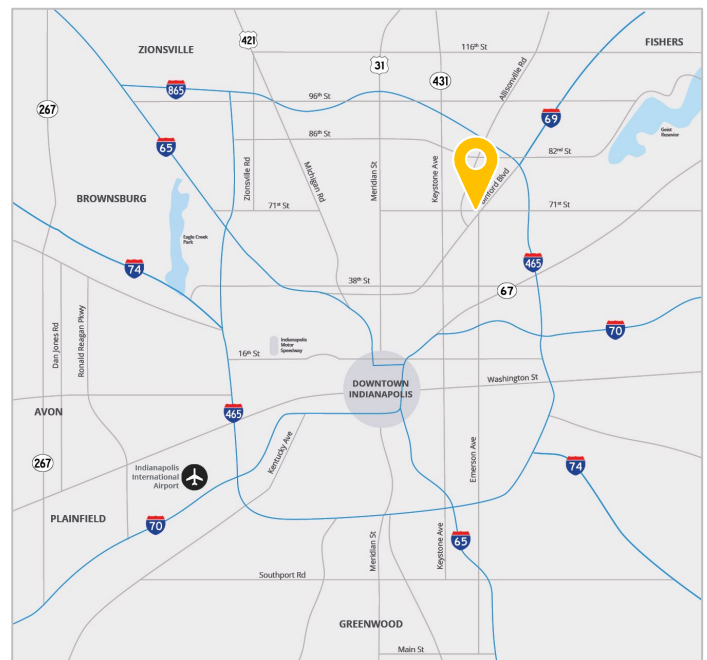 ZIONSVILLE
421
116th St
FISHERS
31
431
Allisonville Rd
267
865
96th St
69
86th St
65
Zionsville Rd
Michigan Rd
Meridian St
Keystone Ave
82nd St
Geist
Reservoir
BROWNSBURG
71st St
71st St
Eagle Creek
Park
74
465
38th St
67
Dan Jones Rd
Ronald Reagan Pkwy
70
Indianapolis
Motor
Speedway
16th St
DOWNTOWN
INDIANAPOLIS
Washington St
AVON
465
Kentucky Ave
Emerson Ave
267
Indianapolis
International
Airport
74
PLAINFIELD
70
Meridian St
Keystone Ave
65
Southport Rd
GREENWOOD
Main St